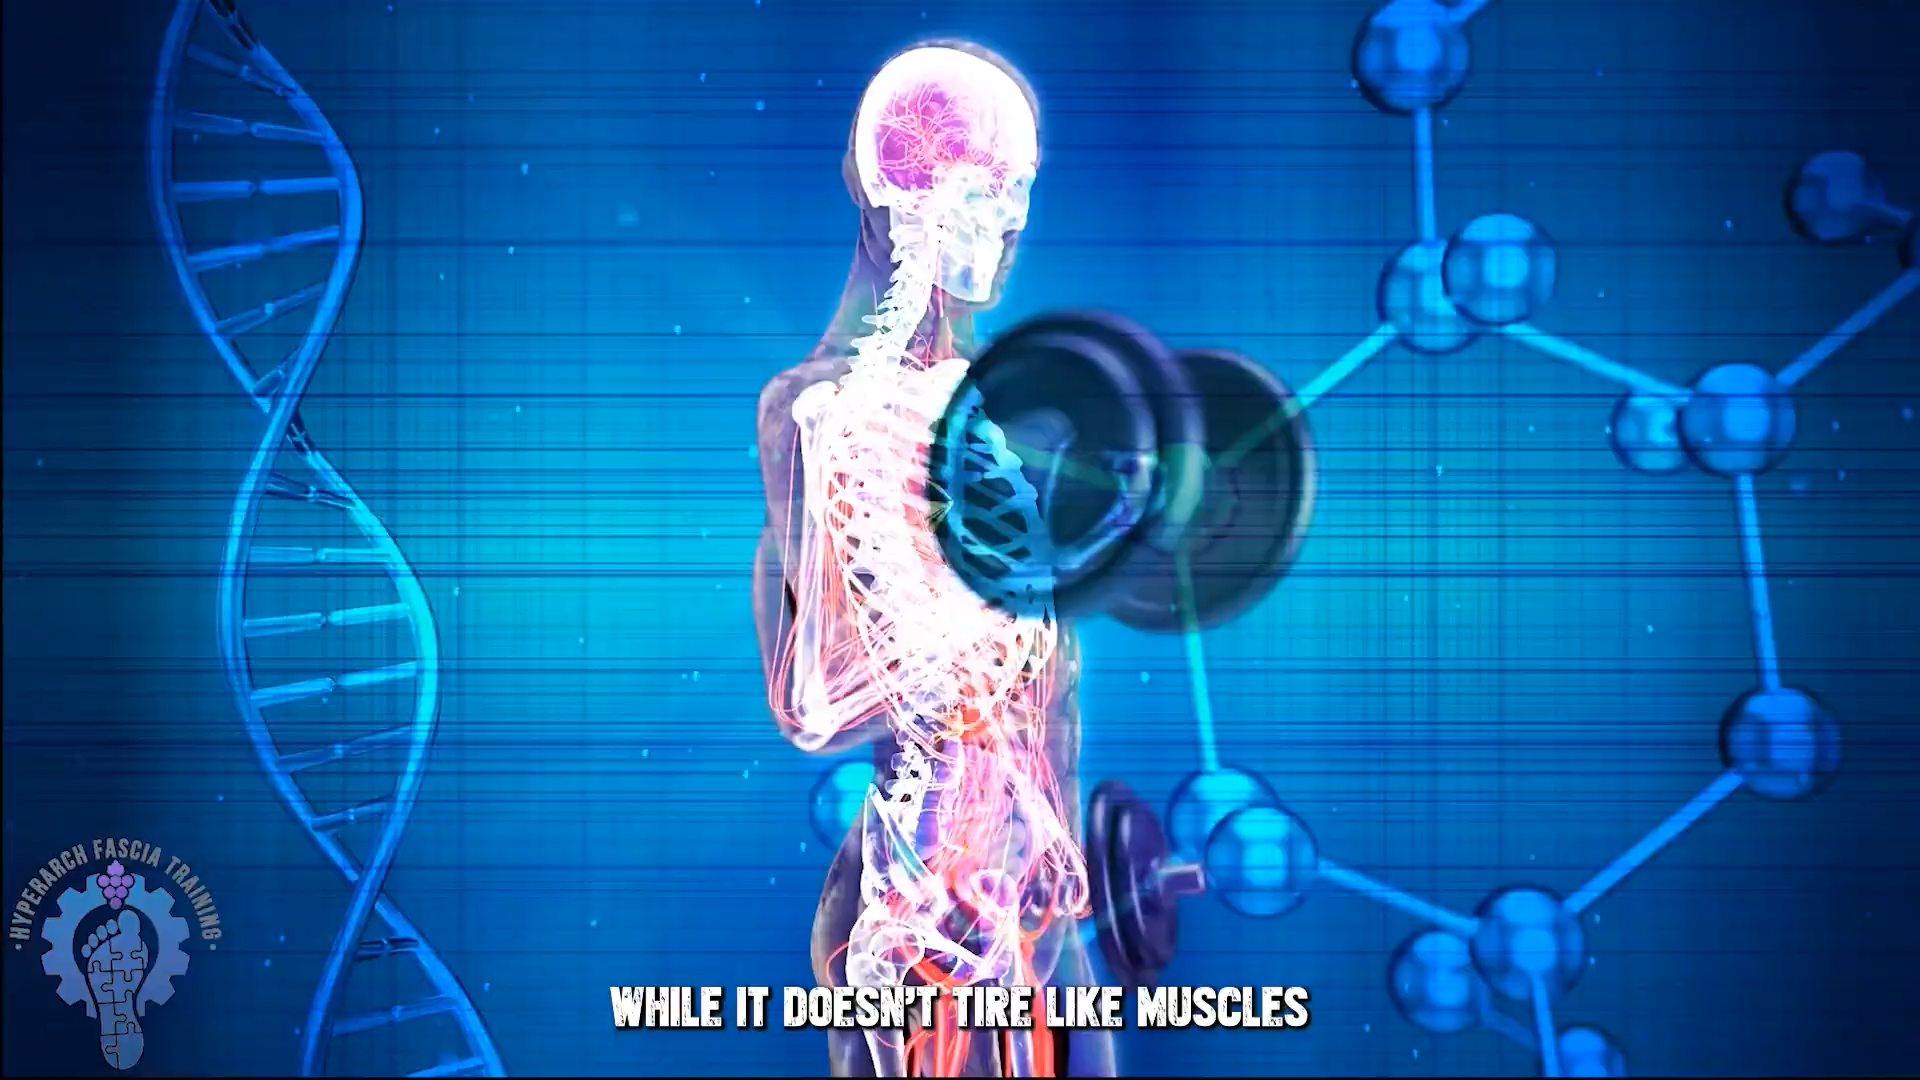 ·HYPERARCH FASCIA TRAINING·
WHILE IT DOESN'T TIRE LIKE MUSCLES